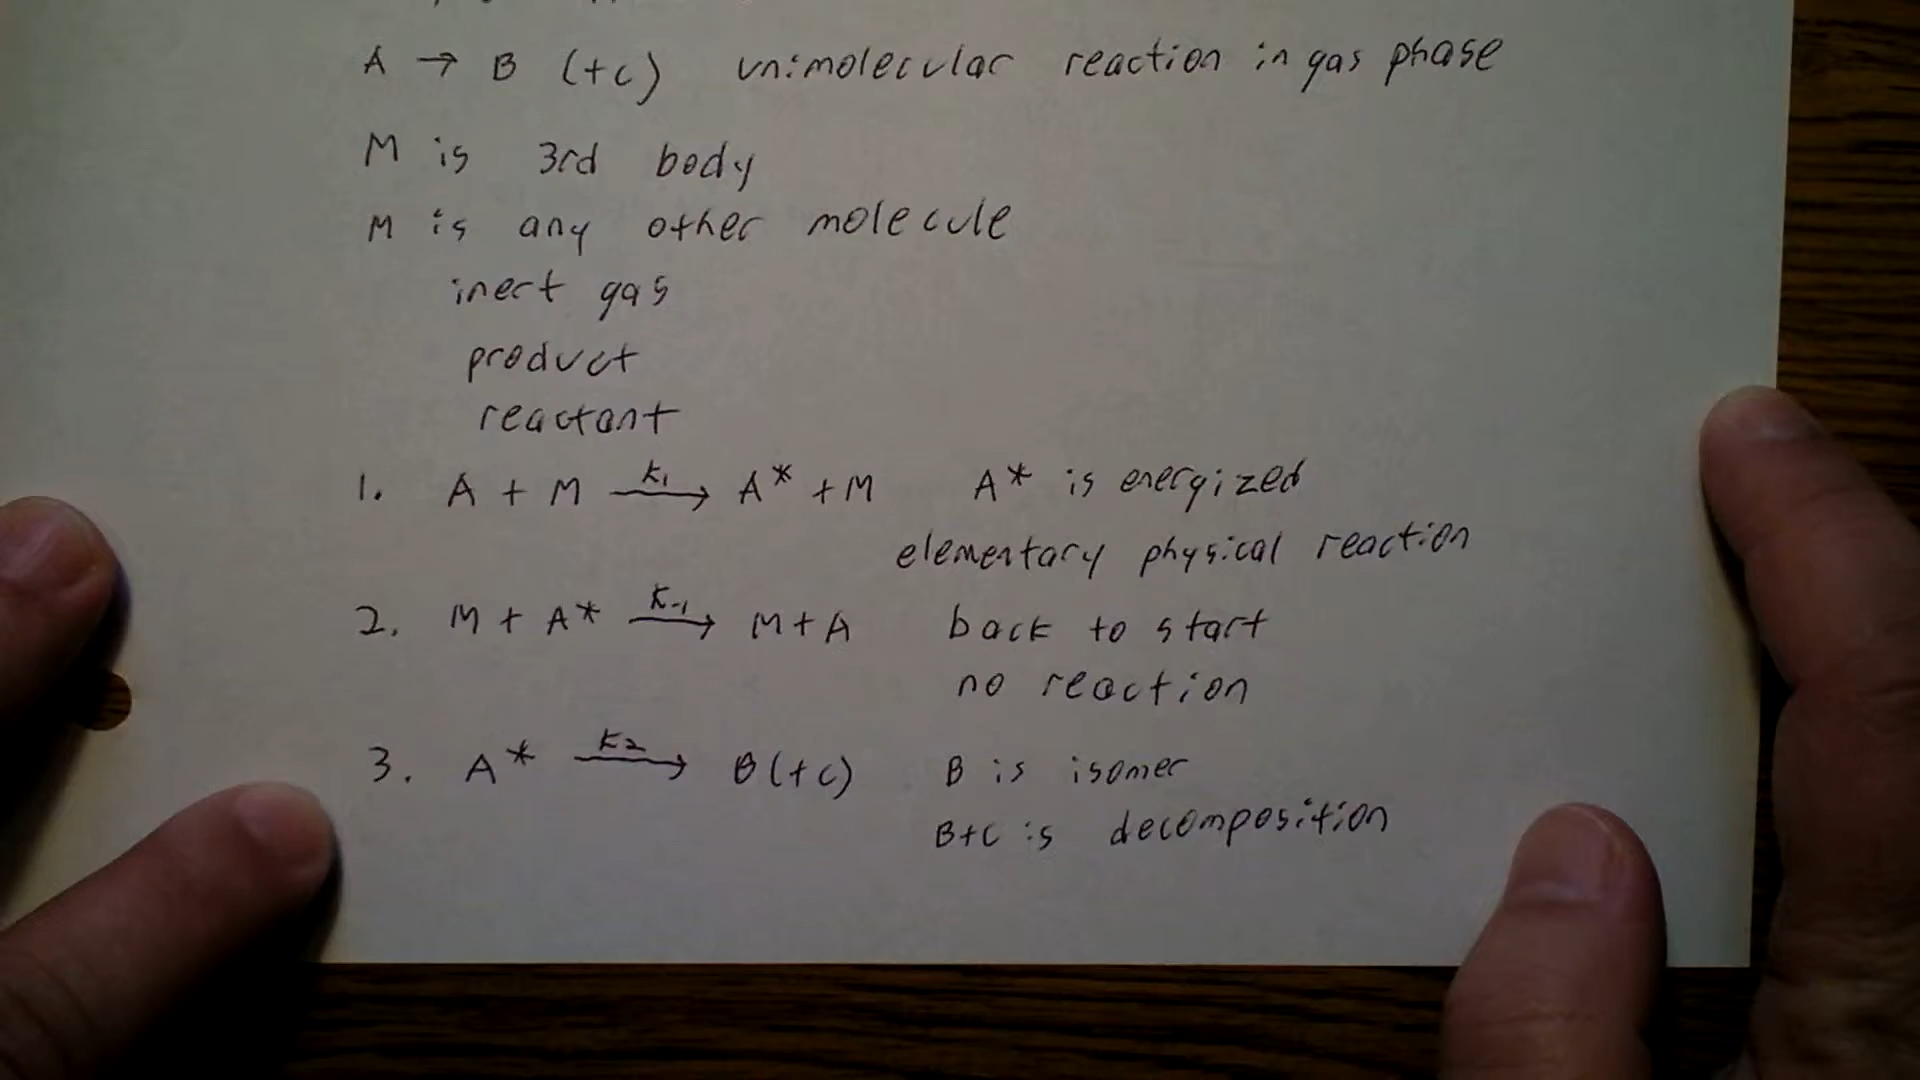 A → B (+C) unimolecular reaction in gas phase
M is 3rd body
M is any other molecule
inert gas
product
reactant
1. A + M →k₁ A* + M A* is energized
elementary physical reaction
2. M + A* →k₋₁ M + A back to start
no reaction
3. A* →k₂ B(+C) B is isomer
B+C is decomposition